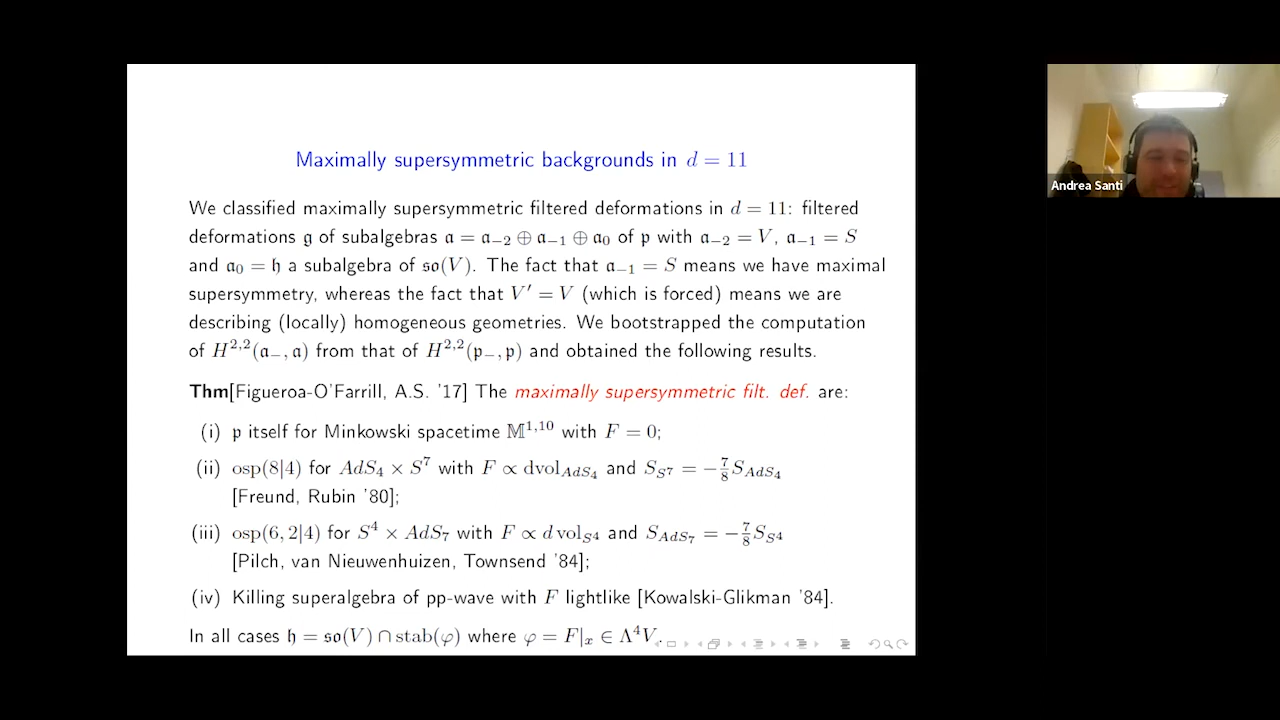 Maximally supersymmetric backgrounds in d = 11
We classified maximally supersymmetric filtered deformations in d = 11: filtered
deformations 𝔤 of subalgebras 𝔞 = 𝔞₋₂ ⊕ 𝔞₋₁ ⊕ 𝔞₀ of 𝔭 with 𝔞₋₂ = V, 𝔞₋₁ = S
and 𝔞₀ = 𝔥 a subalgebra of 𝔰𝔬(V). The fact that 𝔞₋₁ = S means we have maximal
supersymmetry, whereas the fact that V′ = V (which is forced) means we are
describing (locally) homogeneous geometries. We bootstrapped the computation
of H^{2,2}(𝔞₋, 𝔞) from that of H^{2,2}(𝔭₋, 𝔭) and obtained the following results.
Thm[Figueroa-O'Farrill, A.S. '17] The maximally supersymmetric filt. def. are:
(i) 𝔭 itself for Minkowski spacetime 𝕄^{1,10} with F = 0;
(ii) osp(8|4) for AdS₄ × S⁷ with F ∝ dvol_{AdS₄} and S_{S⁷} = −7/8 S_{AdS₄}
[Freund, Rubin '80];
(iii) osp(6, 2|4) for S⁴ × AdS₇ with F ∝ d vol_{S⁴} and S_{AdS₇} = −7/8 S_{S⁴}
[Pilch, van Nieuwenhuizen, Townsend '84];
(iv) Killing superalgebra of pp-wave with F lightlike [Kowalski-Glikman '84].
In all cases 𝔥 = 𝔰𝔬(V) ∩ stab(φ) where φ = F|ₓ ∈ Λ⁴V.
Andrea Santi